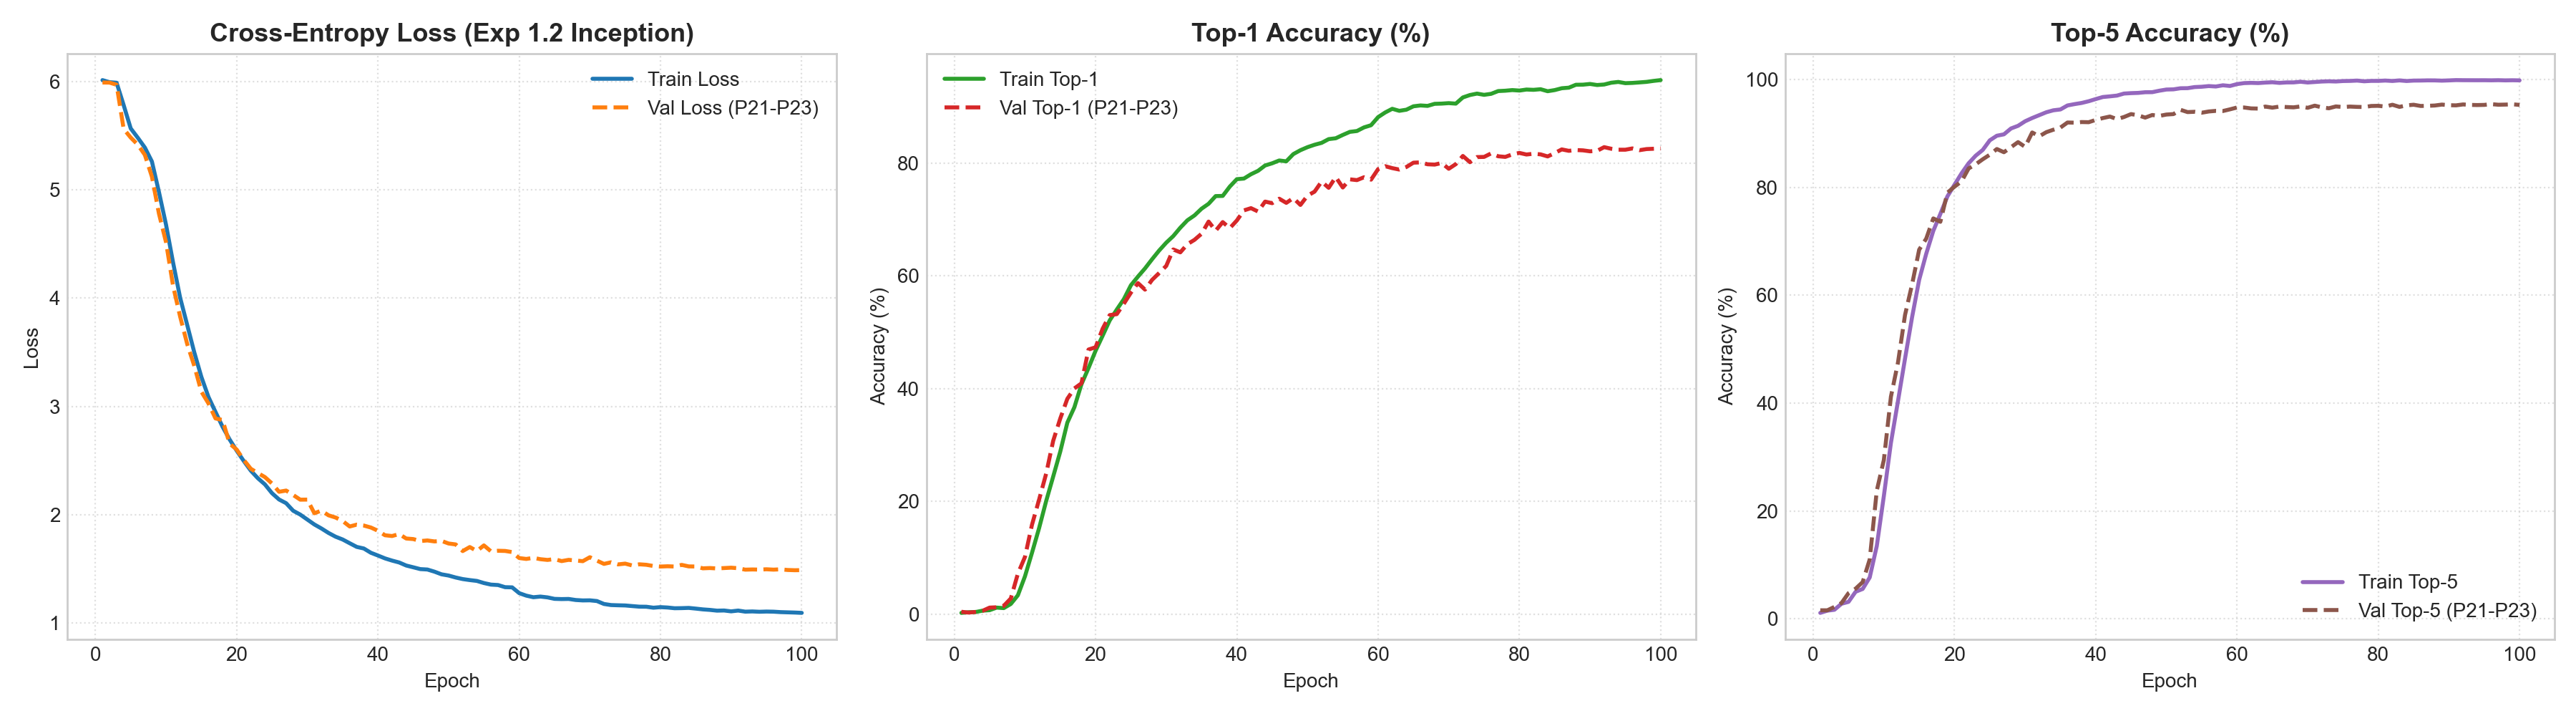 Cross-Entropy Loss (Exp 1.2 Inception)
Train Loss
Val Loss (P21-P23)
Loss
6
5
4
3
2
1
0 20 40 60 80 100
Epoch
Top-1 Accuracy (%)
Train Top-1
Val Top-1 (P21-P23)
Accuracy (%)
80
60
40
20
0
0 20 40 60 80 100
Epoch
Top-5 Accuracy (%)
Accuracy (%)
100
80
60
40
20
0
Train Top-5
Val Top-5 (P21-P23)
0 20 40 60 80 100
Epoch